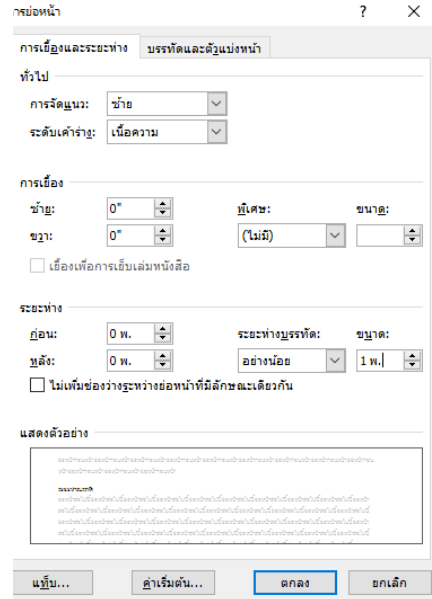 ารย่อหน้า ? ×
การเยื้องและระยะห่าง บรรทัดและตัวแบ่งหน้า
ทั่วไป
การจัดแนว: ซ้าย
ระดับเค้าร่าง: เนื้อความ
การเยื้อง
ซ้าย: 0" พิเศษ: ขนาด:
ขวา: 0" (ไม่มี)
เยื้องเพื่อการเย็บเล่มหนังสือ
ระยะห่าง
ก่อน: 0 พ. ระยะห่างบรรทัด: ขนาด:
หลัง: 0 พ. อย่างน้อย 1 พ.
ไม่เพิ่มช่องว่างระหว่างย่อหน้าที่มีลักษณะเดียวกัน
แสดงตัวอย่าง
แท็บ... ค่าเริ่มต้น... ตกลง ยกเลิก